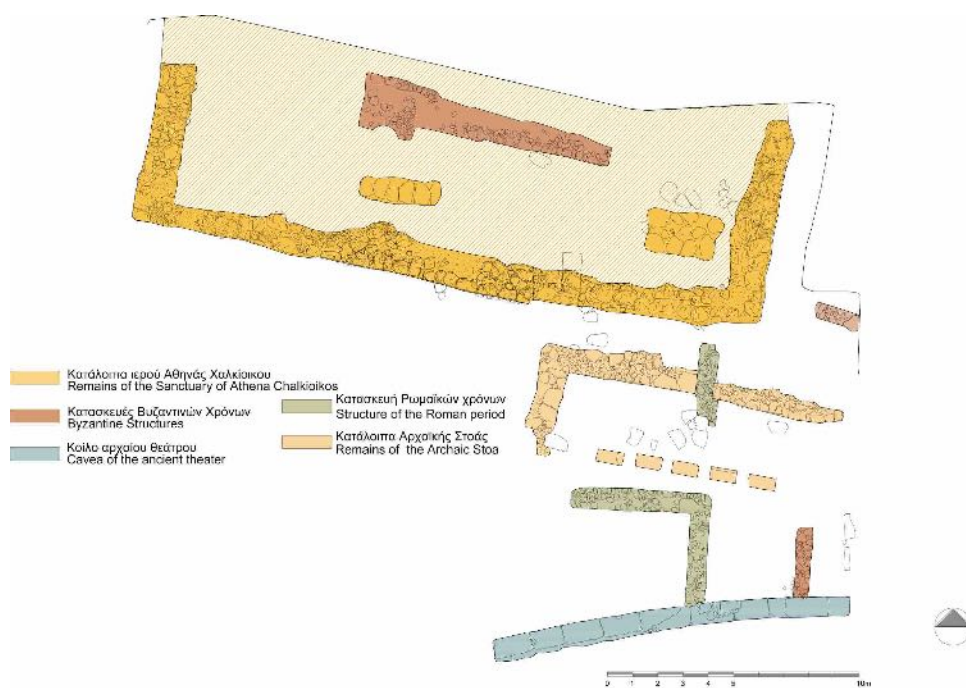 Κατάλοιπα ιερού Αθηνάς Χαλκίοικου
Remains of the Sanctuary of Athena Chalkioikos
Κατασκευές Βυζαντινών Χρόνων
Byzantine Structures
Κοίλο αρχαίου θεάτρου
Cavea of the ancient theater
Κατασκευή Ρωμαϊκών χρόνων
Structure of the Roman period
Κατάλοιπα Αρχαϊκής Στοάς
Remains of the Archaic Stoa
0 1 2 3 4 5 10m